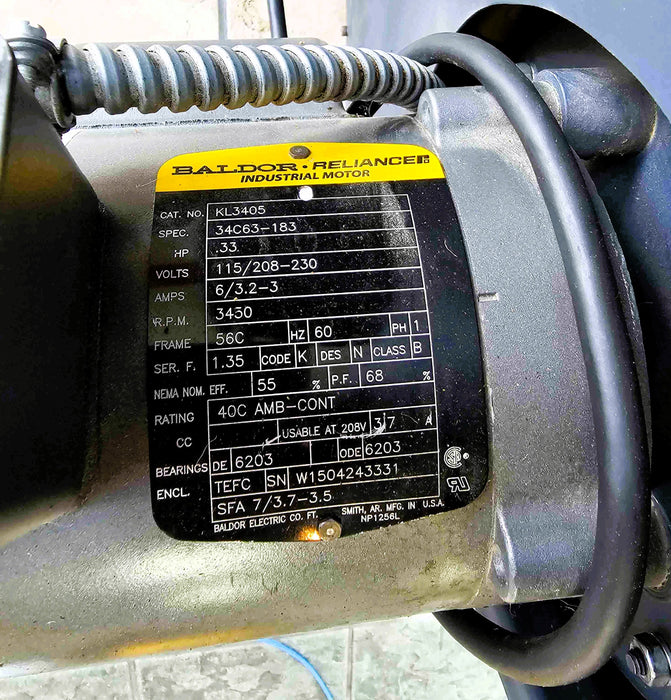 BALDOR · RELIANCER
INDUSTRIAL MOTOR
CAT. NO. KL3405
SPEC. 34C63-183
HP .33
VOLTS 115/208-230
AMPS 6/3.2-3
R.P.M. 3430
FRAME 56C HZ 60 PH 1
SER. F. 1.35 CODE K DES N CLASS B
NEMA NOM. EFF. 55 % P.F. 68 %
RATING 40C AMB-CONT
CC USABLE AT 208V 3.7 A
BEARINGS DE 6203 ODE 6203
ENCL. TEFC SN W1504243331
SFA 7/3.7-3.5
BALDOR ELECTRIC CO. FT. SMITH, AR. MFG. IN U.S.A.
NP1256L